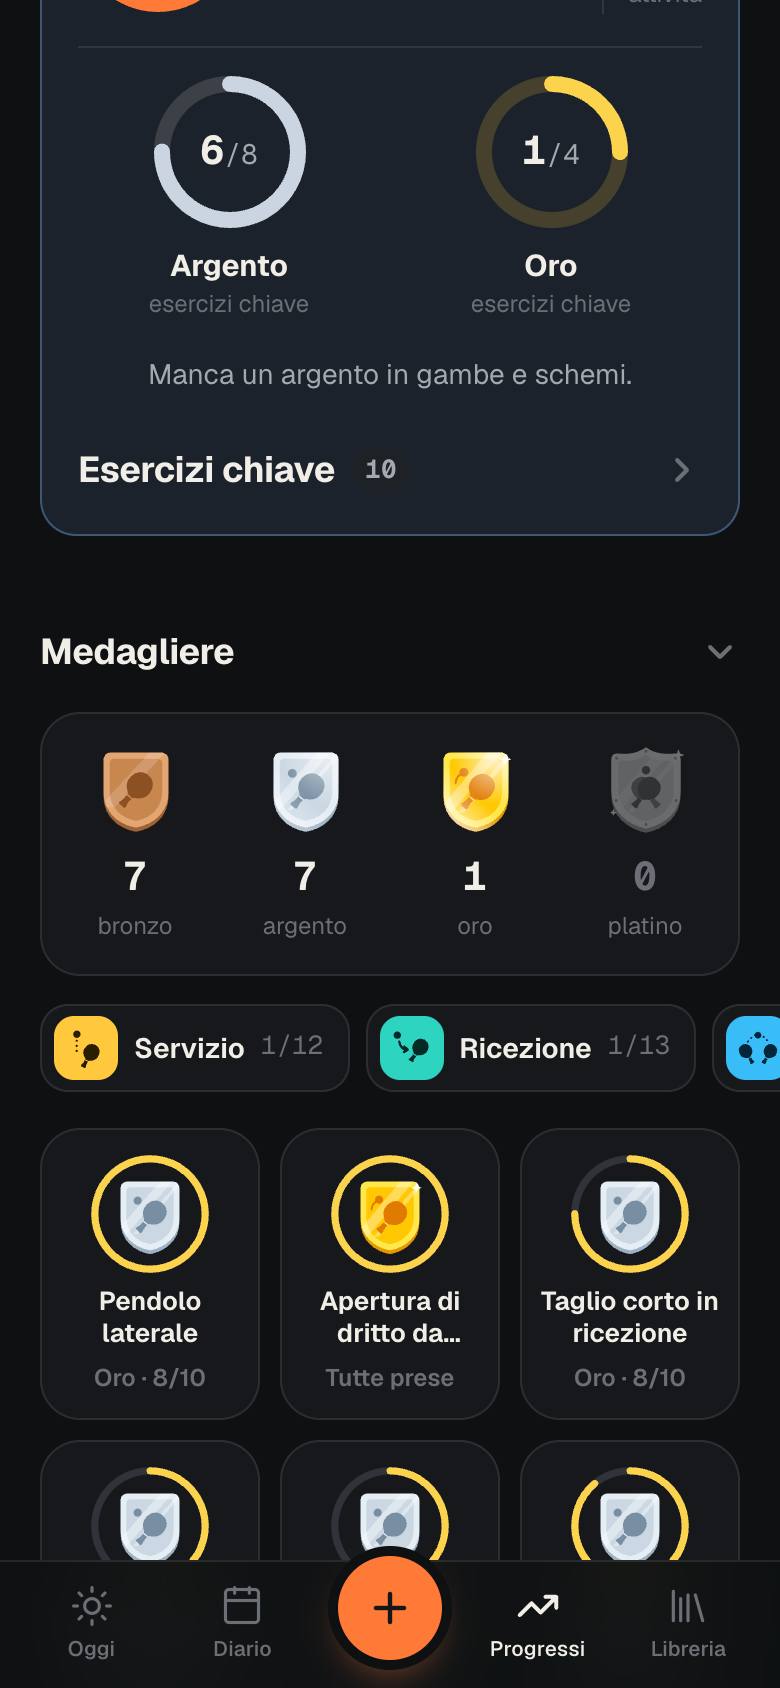 attività
6/8
1/4
Argento
Oro
esercizi chiave
esercizi chiave
Manca un argento in gambe e schemi.
Esercizi chiave 10
Medagliere
7
7
1
0
bronzo
argento
oro
platino
Servizio 1/12
Ricezione 1/13
Pendolo
laterale
Oro · 8/10
Apertura di
dritto da...
Tutte prese
Taglio corto in
ricezione
Oro · 8/10
Oggi
Diario
Progressi
Libreria